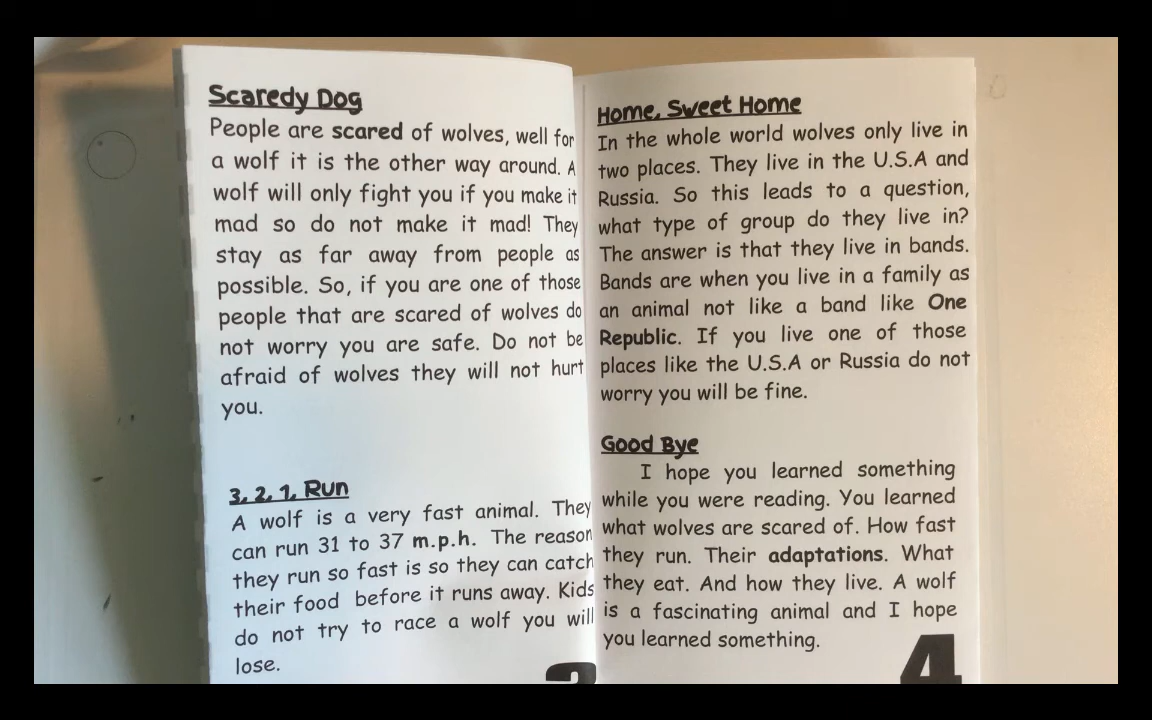 Scaredy Dog
People are scared of wolves, well for
a wolf it is the other way around. A
wolf will only fight you if you make it
mad so do not make it mad! They
stay as far away from people as
possible. So, if you are one of those
people that are scared of wolves do
not worry you are safe. Do not be
afraid of wolves they will not hurt
you.
3, 2, 1, Run
A wolf is a very fast animal. They
can run 31 to 37 m.p.h. The reason
they run so fast is so they can catch
their food before it runs away. Kids
do not try to race a wolf you will
lose.
3
Home, Sweet Home
In the whole world wolves only live in
two places. They live in the U.S.A and
Russia. So this leads to a question,
what type of group do they live in?
The answer is that they live in bands.
Bands are when you live in a family as
an animal not like a band like One
Republic. If you live one of those
places like the U.S.A or Russia do not
worry you will be fine.
Good Bye
I hope you learned something
while you were reading. You learned
what wolves are scared of. How fast
they run. Their adaptations. What
they eat. And how they live. A wolf
is a fascinating animal and I hope
you learned something.
4